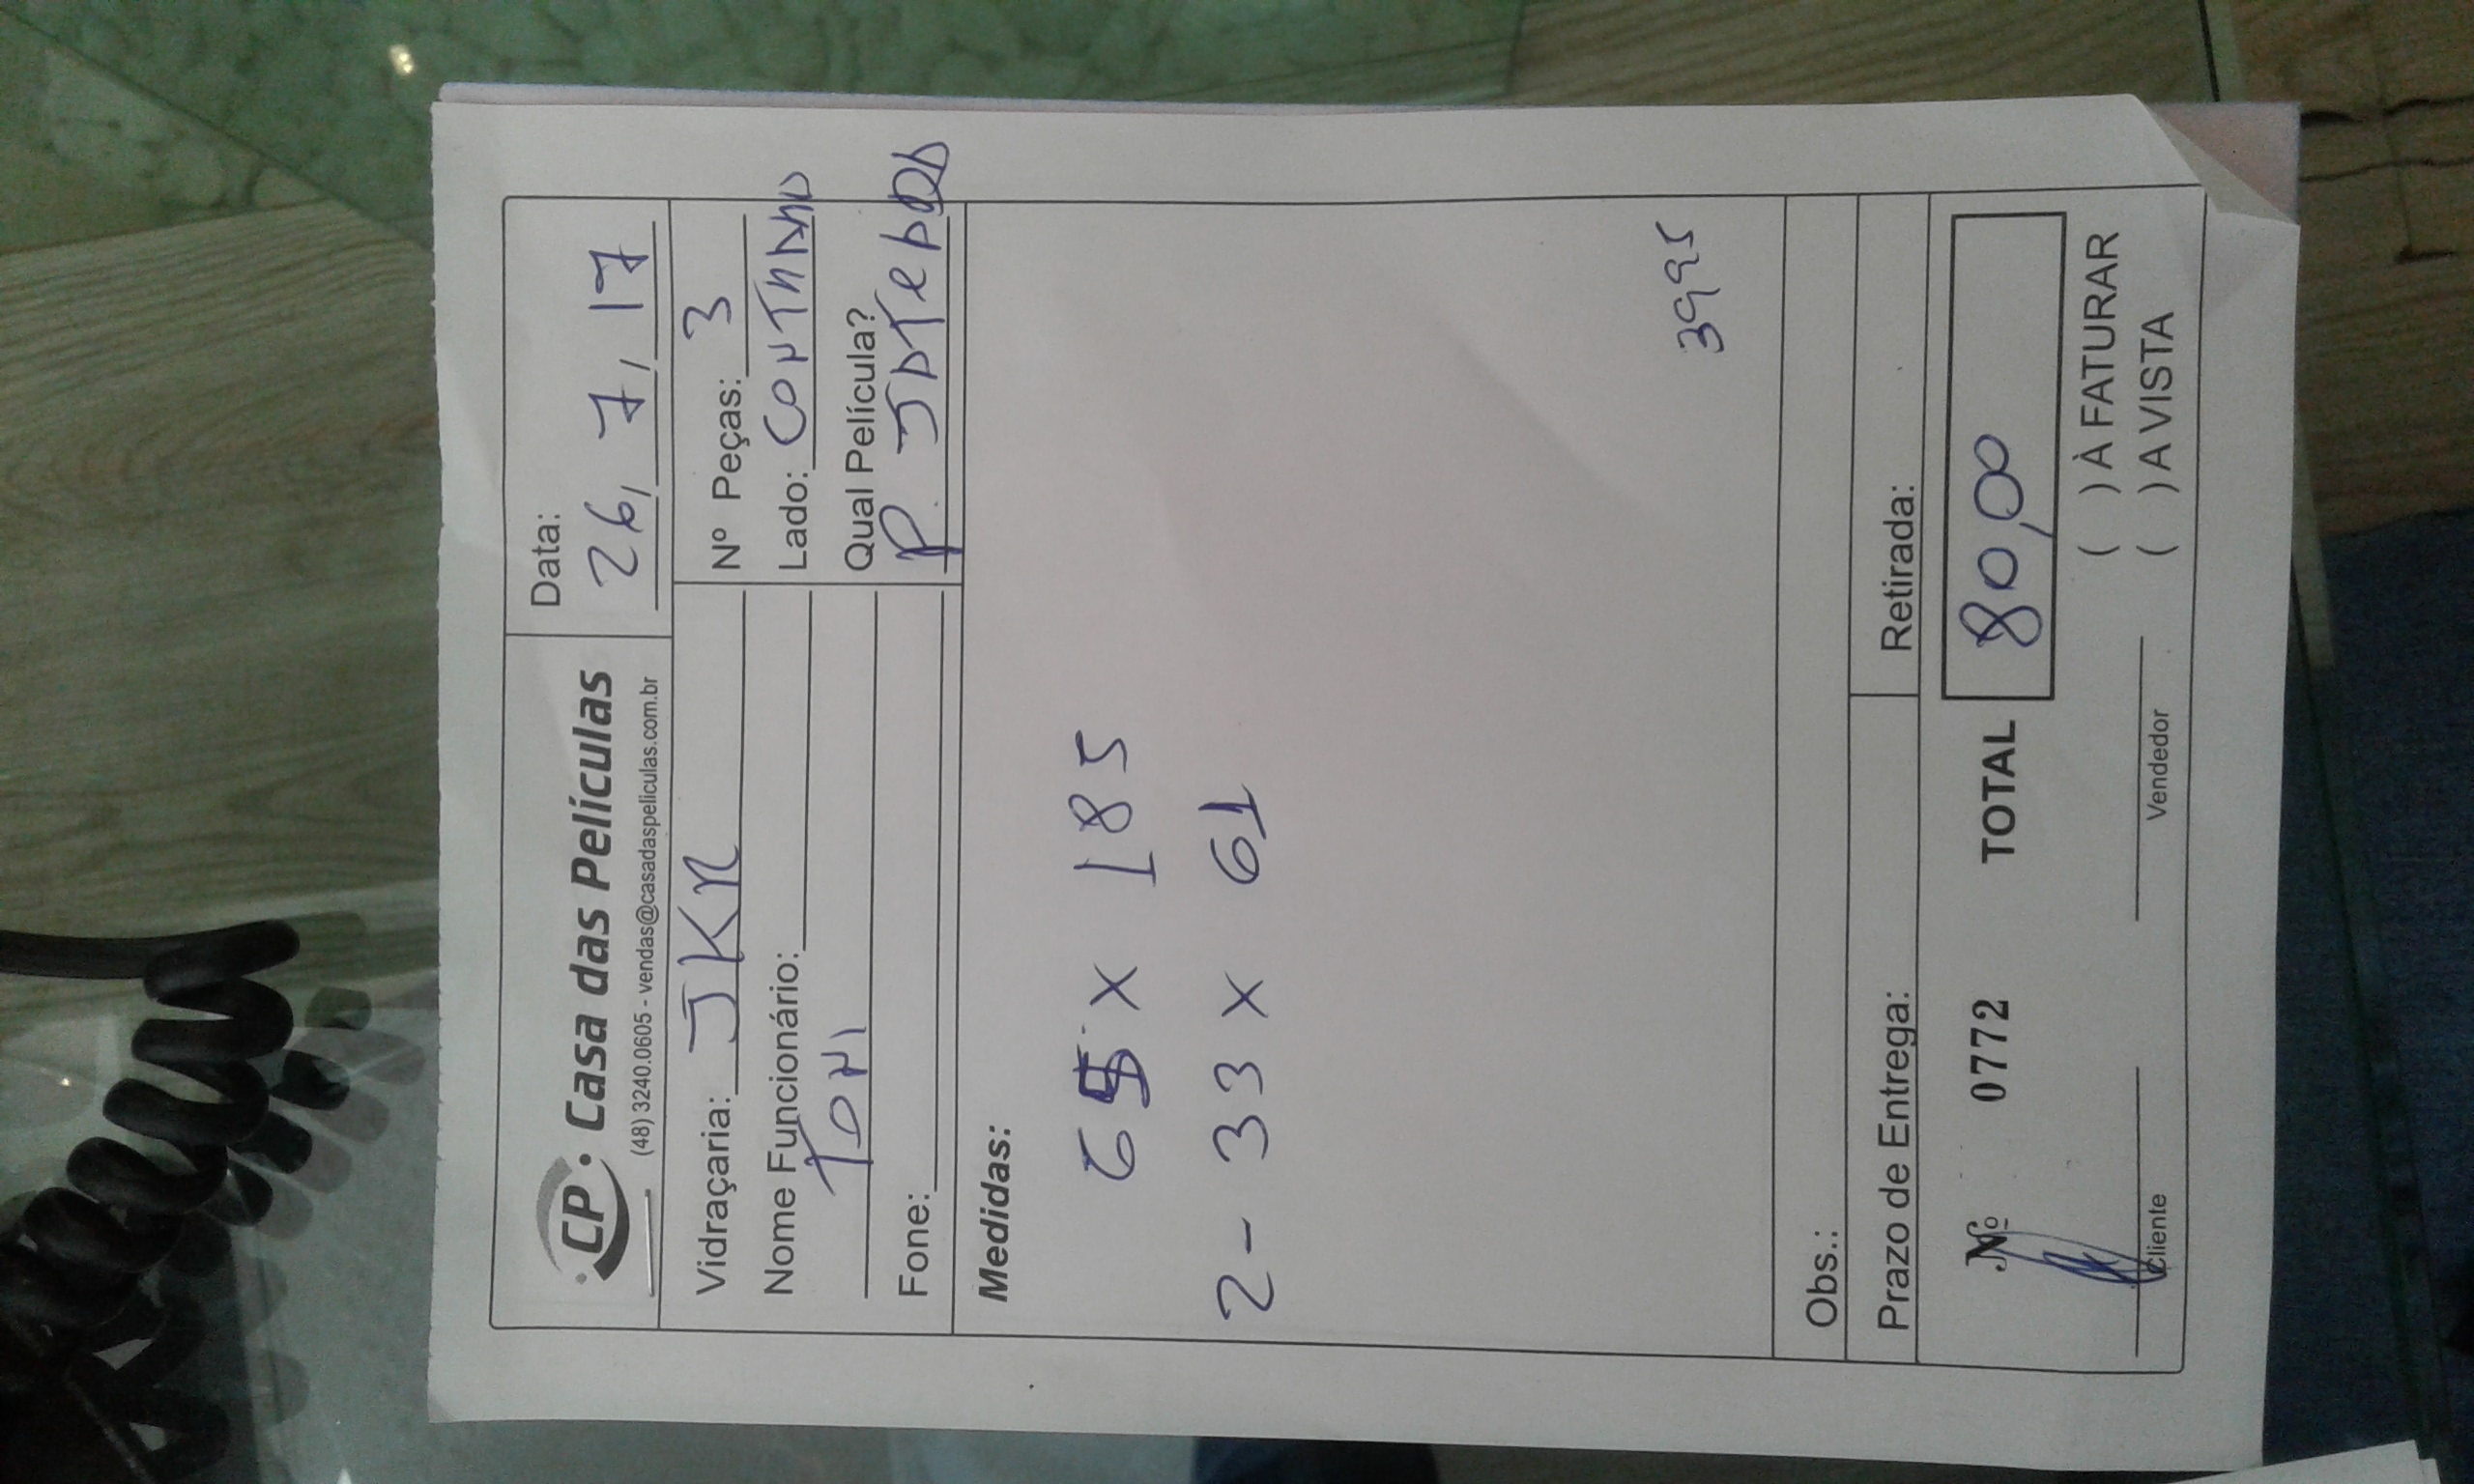 CP. Casa das Películas
(48) 3240.0605 - vendas@casadaspeliculas.com.br
Data:
26/7/17
Vidraçaria: JKR
Nº Peças: 3
Nome Funcionário:
Toni
Lado:
Qual Película?
P.
Fone:
Medidas:
65 x 185
2 - 33 x 61
3995
Obs.:
Prazo de Entrega:
Retirada:
Nº 0772 TOTAL 80,00
( ) À FATURAR
( ) A VISTA
Cliente
Vendedor